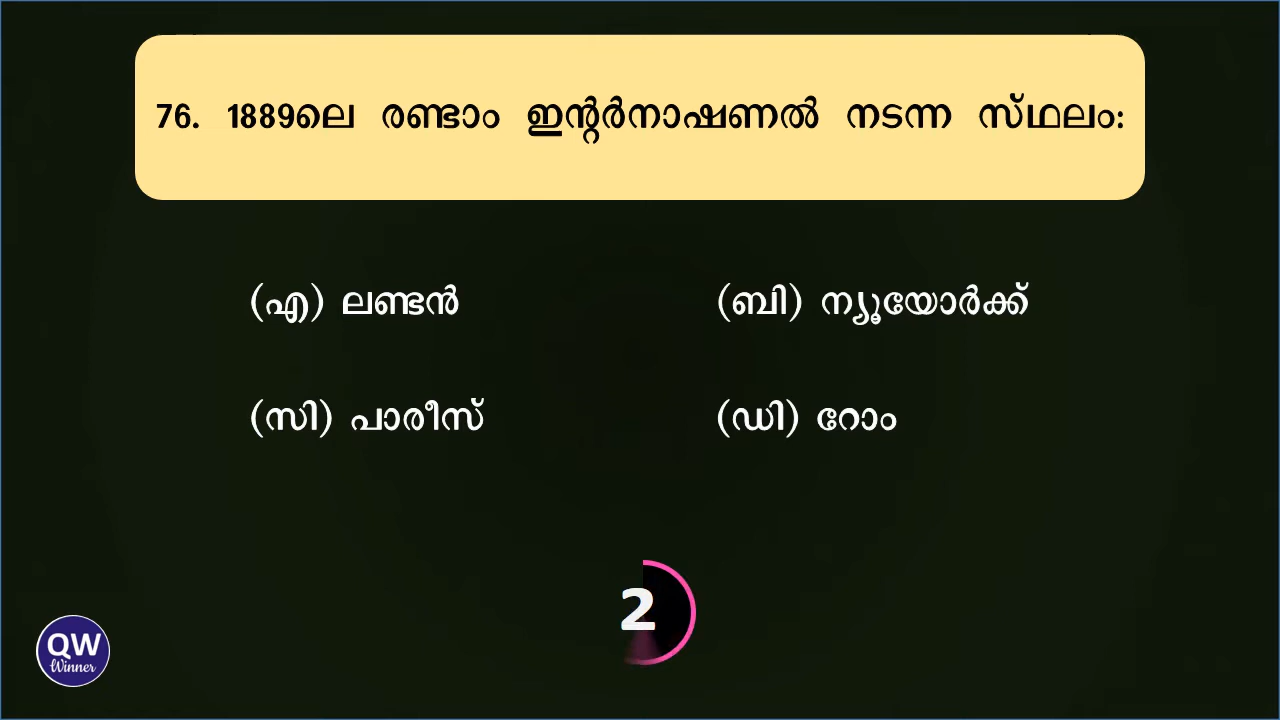 76. 1889ലെ രണ്ടാം ഇന്റർനാഷണൽ നടന്ന സ്ഥലം:
(എ) ലണ്ടൻ (ബി) ന്യൂയോർക്ക്
(സി) പാരീസ് (ഡി) റോം
2
QW
Winner